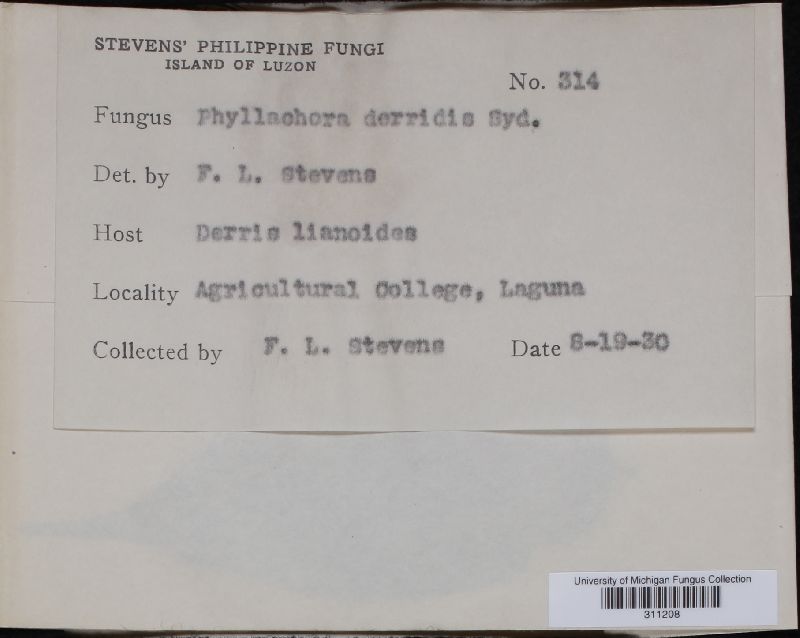 STEVENS' PHILIPPINE FUNGI
ISLAND OF LUZON
No. 314
Fungus Phyllachora derridis Syd.
Det. by F. L. Stevens
Host Derris lianoides
Locality Agricultural College, Laguna
Collected by F. L. Stevens Date 8-19-30
University of Michigan Fungus Collection
311208